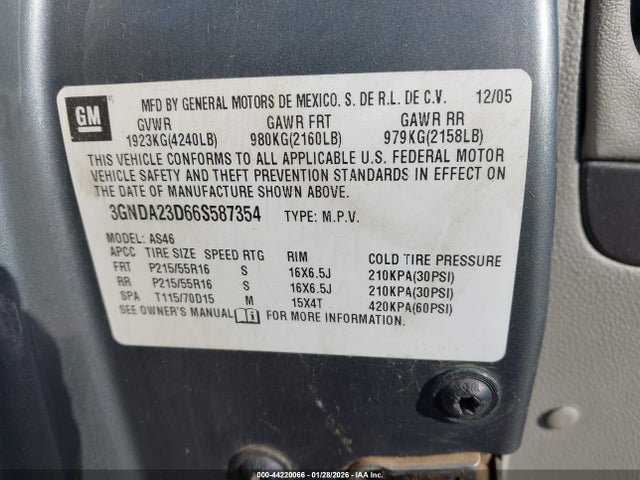 GM
MFD BY GENERAL MOTORS DE MEXICO. S. DE R.L. DE C.V. 12/05
GVWR GAWR FRT GAWR RR
1923KG(4240LB) 980KG(2160LB) 979KG(2158LB)
THIS VEHICLE CONFORMS TO ALL APPLICABLE U.S. FEDERAL MOTOR
VEHICLE SAFETY AND THEFT PREVENTION STANDARDS IN EFFECT ON
THE DATE OF MANUFACTURE SHOWN ABOVE.
3GNDA23D66S587354 TYPE: M.P.V.
MODEL: AS46
APCC TIRE SIZE SPEED RTG RIM COLD TIRE PRESSURE
FRT P215/55R16 S 16X6.5J 210KPA(30PSI)
RR P215/55R16 S 16X6.5J 210KPA(30PSI)
SPA T115/70D15 M 15X4T 420KPA(60PSI)
SEE OWNER'S MANUAL FOR MORE INFORMATION.
000-44220066 | 01/28/2026 - IAAI.COM